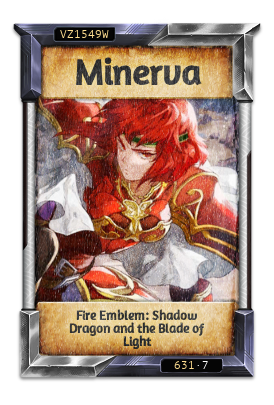 VZ1549W
Minerva
Fire Emblem: Shadow
Dragon and the Blade of
Light
631-7